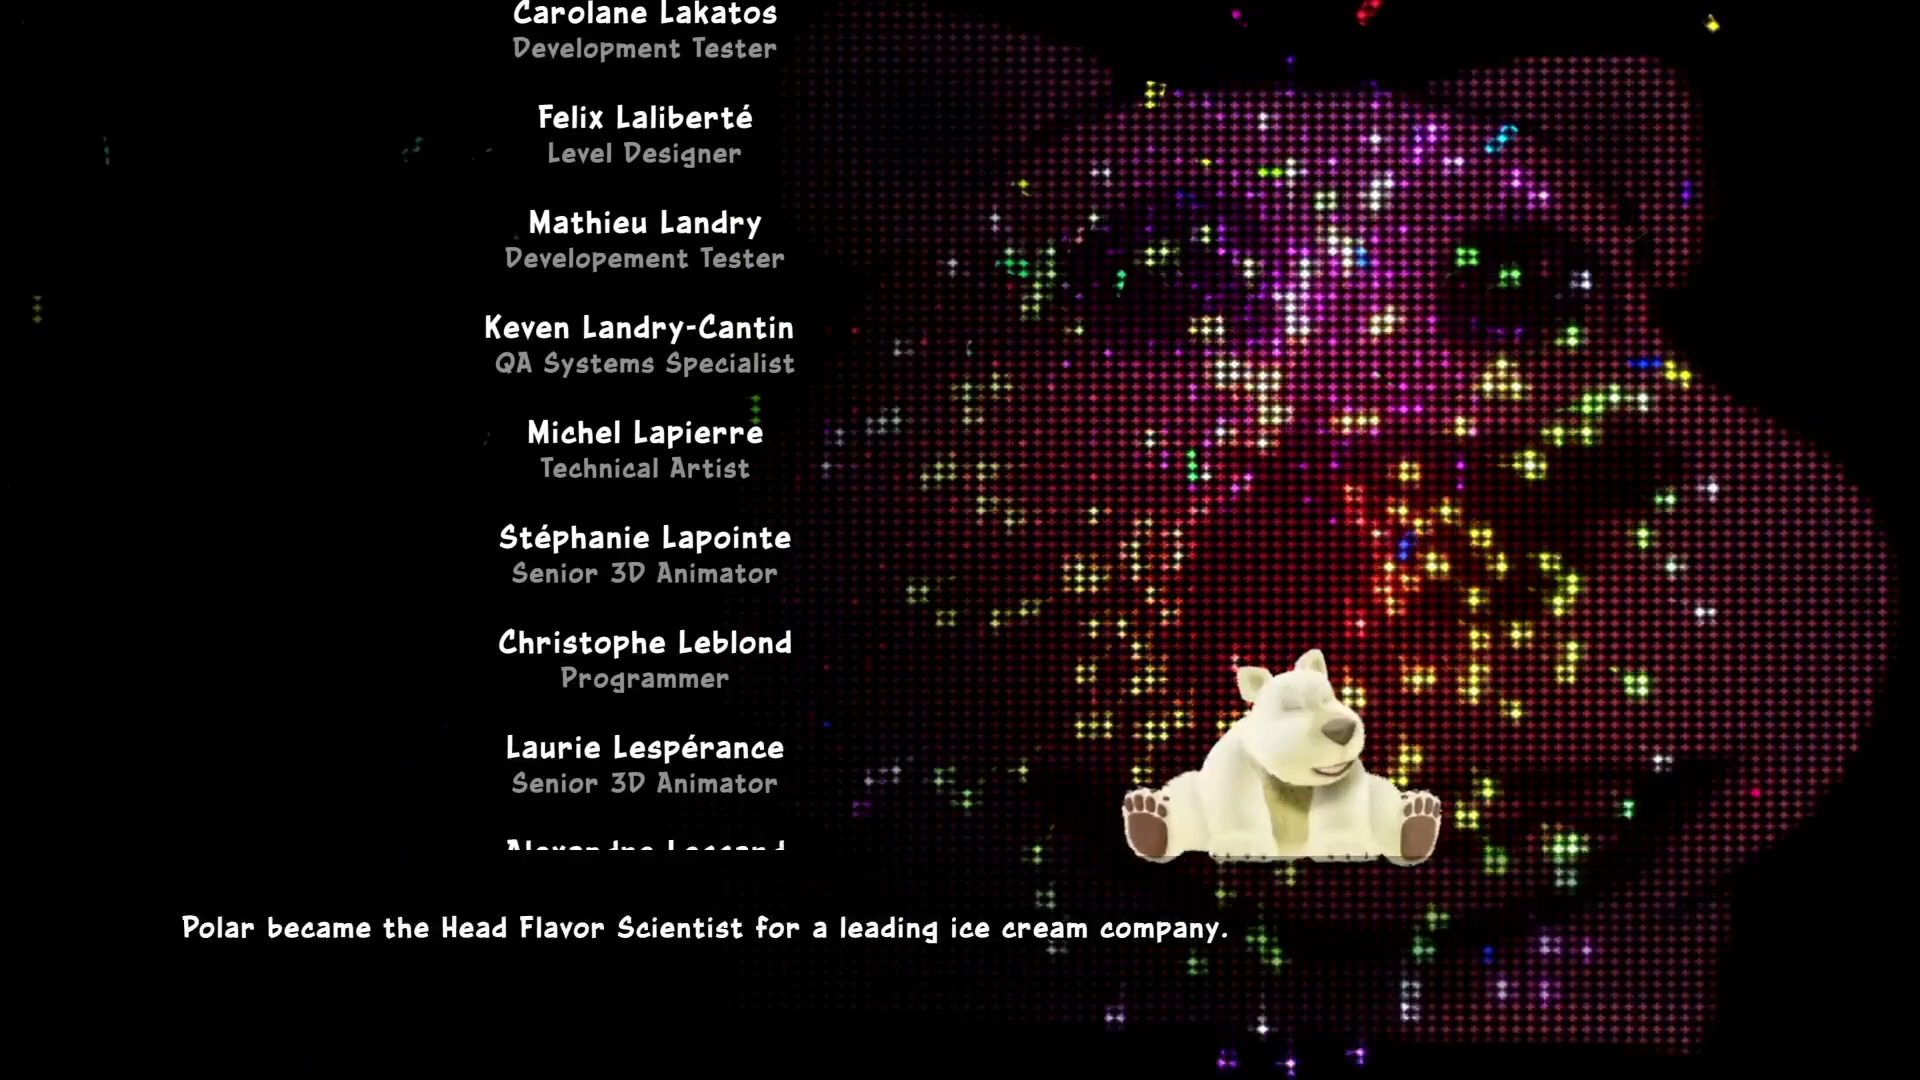 Carolane Lakatos
Development Tester
Felix Laliberté
Level Designer
Mathieu Landry
Developement Tester
Keven Landry-Cantin
QA Systems Specialist
Michel Lapierre
Technical Artist
Stéphanie Lapointe
Senior 3D Animator
Christophe Leblond
Programmer
Laurie Lespérance
Senior 3D Animator
Alexandre Lessard
Polar became the Head Flavor Scientist for a leading ice cream company.